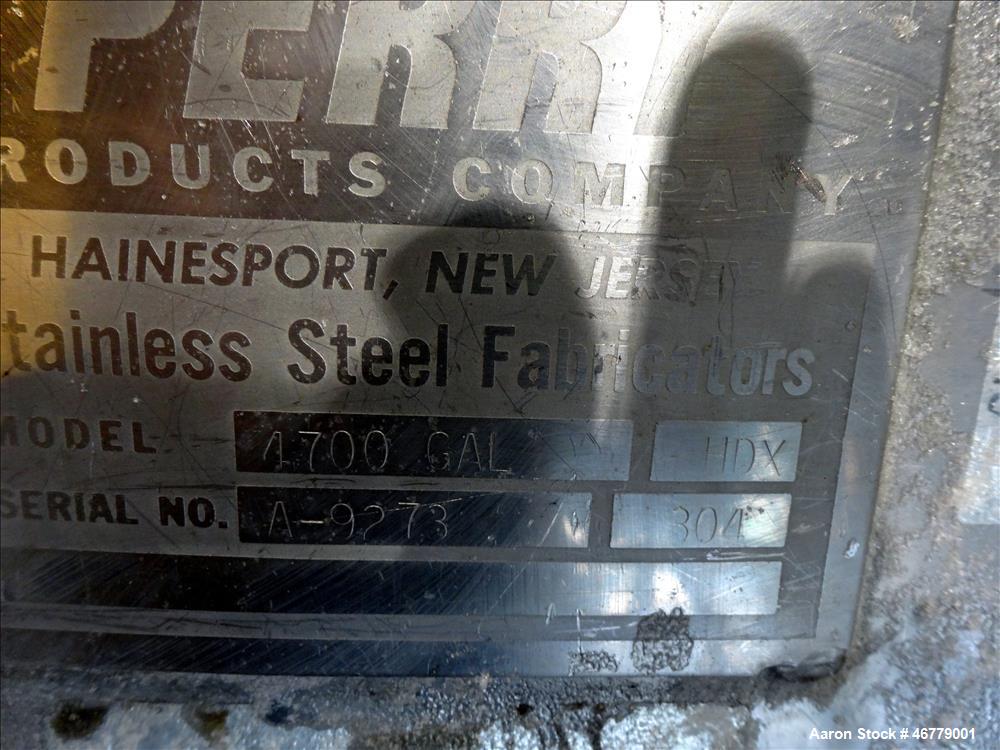 PERR
RODUCTS COMPANY
HAINESPORT, NEW JERSEY
tainless Steel Fabricators
MODEL 4700 GAL HDX
SERIAL NO. A-9273 304
Aaron Stock # 46779001